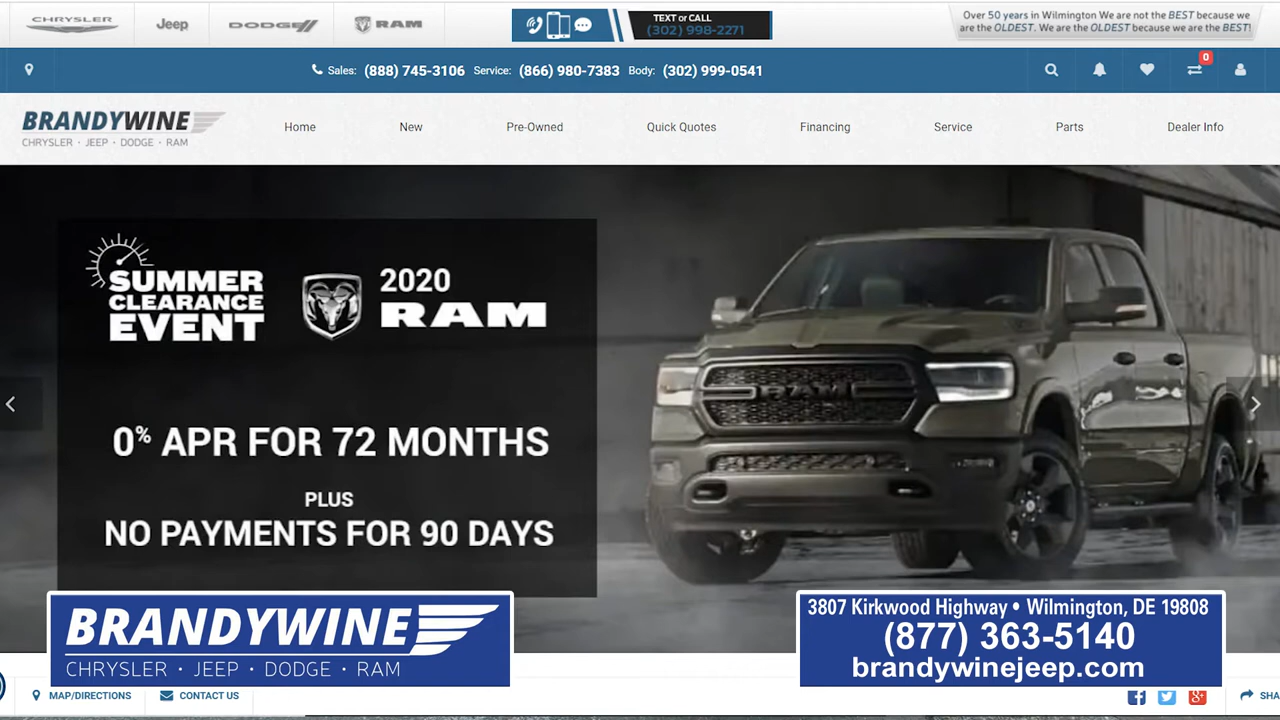 CHRYSLER
Jeep
DODGE
RAM
TEXT or CALL
(302) 998-2271
Over 50 years in Wilmington We are not the BEST because we
are the OLDEST. We are the OLDEST because we are the BEST!
Sales: (888) 745-3106 Service: (866) 980-7383 Body: (302) 999-0541
0
BRANDYWINE
CHRYSLER · JEEP · DODGE · RAM
Home
New
Pre-Owned
Quick Quotes
Financing
Service
Parts
Dealer Info
SUMMER
CLEARANCE
EVENT
2020
RAM
RAM
0% APR FOR 72 MONTHS
PLUS
NO PAYMENTS FOR 90 DAYS
BRANDYWINE
CHRYSLER · JEEP · DODGE · RAM
3807 Kirkwood Highway • Wilmington, DE 19808
(877) 363-5140
brandywinejeep.com
MAP/DIRECTIONS
CONTACT US
SHA